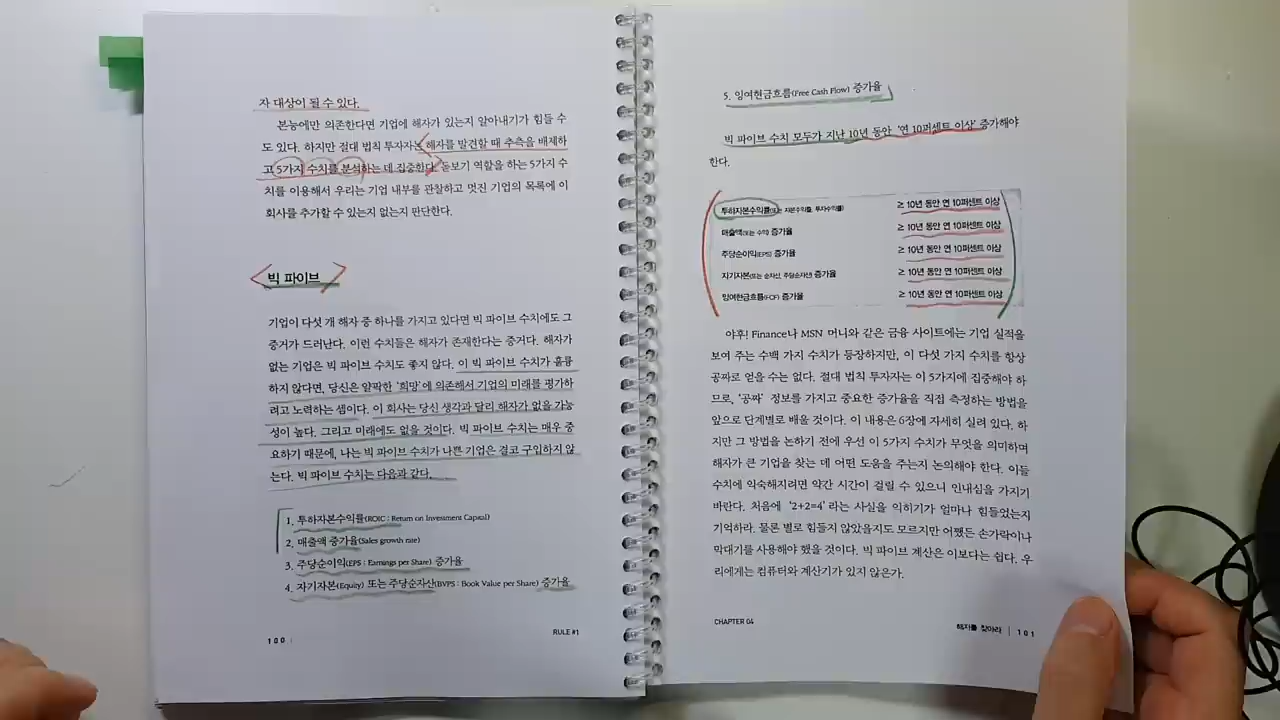 자 대상이 될 수 있다.
본능에만 의존한다면 기업에 해자가 있는지 알아내기가 힘들 수
도 있다. 하지만 절대 법칙 투자자는 해자를 발견할 때 추측을 배제하
고 5가지 수치를 분석하는 데 집중한다. 돋보기 역할을 하는 5가지 수
치를 이용해서 우리는 기업 내부를 관찰하고 멋진 기업의 목록에 이
회사를 추가할 수 있는지 없는지 판단한다.
빅 파이브
기업이 다섯 개 해자 중 하나를 가지고 있다면 빅 파이브 수치에도 그
증거가 드러난다. 이런 수치들은 해자가 존재한다는 증거다. 해자가
없는 기업은 빅 파이브 수치도 좋지 않다. 이 빅 파이브 수치가 훌륭
하지 않다면, 당신은 얄팍한 '희망'에 의존해서 기업의 미래를 평가하
려고 노력하는 셈이다. 이 회사는 당신 생각과 달리 해자가 없을 가능
성이 높다. 그리고 미래에도 없을 것이다. 빅 파이브 수치는 매우 중
요하기 때문에, 나는 빅 파이브 수치가 나쁜 기업은 결코 구입하지 않
는다. 빅 파이브 수치는 다음과 같다.
1. 투하자본수익률(ROIC : Return on Investment Capital)
2. 매출액 증가율(Sales growth rate)
3. 주당순이익(EPS : Earnings per Share) 증가율
4. 자기자본(Equity) 또는 주당순자산(BVPS : Book Value per Share) 증가율
100
RULE #1
5. 잉여현금흐름(Free Cash Flow) 증가율
빅 파이브 수치 모두가 지난 10년 동안 '연 10퍼센트 이상' 증가해야
한다.
투하자본수익률(또는 자본수익률, 투자수익률) ≥ 10년 동안 연 10퍼센트 이상
매출액(또는 수익) 증가율 ≥ 10년 동안 연 10퍼센트 이상
주당순이익(EPS) 증가율 ≥ 10년 동안 연 10퍼센트 이상
자기자본(또는 순자산, 주당순자산) 증가율 ≥ 10년 동안 연 10퍼센트 이상
잉여현금흐름(FCF) 증가율 ≥ 10년 동안 연 10퍼센트 이상
야후! Finance나 MSN 머니와 같은 금융 사이트에는 기업 실적을
보여 주는 수백 가지 수치가 등장하지만, 이 다섯 가지 수치를 항상
공짜로 얻을 수는 없다. 절대 법칙 투자자는 이 5가지에 집중해야 하
므로, '공짜' 정보를 가지고 중요한 증가율을 직접 측정하는 방법을
앞으로 단계별로 배울 것이다. 이 내용은 6장에 자세히 실려 있다. 하
지만 그 방법을 논하기 전에 우선 이 5가지 수치가 무엇을 의미하며
해자가 큰 기업을 찾는 데 어떤 도움을 주는지 논의해야 한다. 이들
수치에 익숙해지려면 약간 시간이 걸릴 수 있으니 인내심을 가지기
바란다. 처음에 '2+2=4'라는 사실을 익히기가 얼마나 힘들었는지
기억하라. 물론 별로 힘들지 않았을지도 모르지만 어쨌든 손가락이나
막대기를 사용해야 했을 것이다. 빅 파이브 계산은 이보다는 쉽다. 우
리에게는 컴퓨터와 계산기가 있지 않은가.
CHAPTER 04
해자를 찾아라 | 101